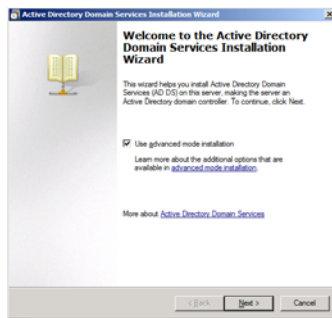 Active Directory Domain Services Installation Wizard
Welcome to the Active Directory
Domain Services Installation
Wizard
This wizard helps you install Active Directory Domain
Services (AD DS) on this server, making the server an
Active Directory domain controller. To continue, click Next.
Use advanced mode installation
Learn more about the additional options that are
available in advanced mode installation.
More about Active Directory Domain Services
< Back
Next >
Cancel